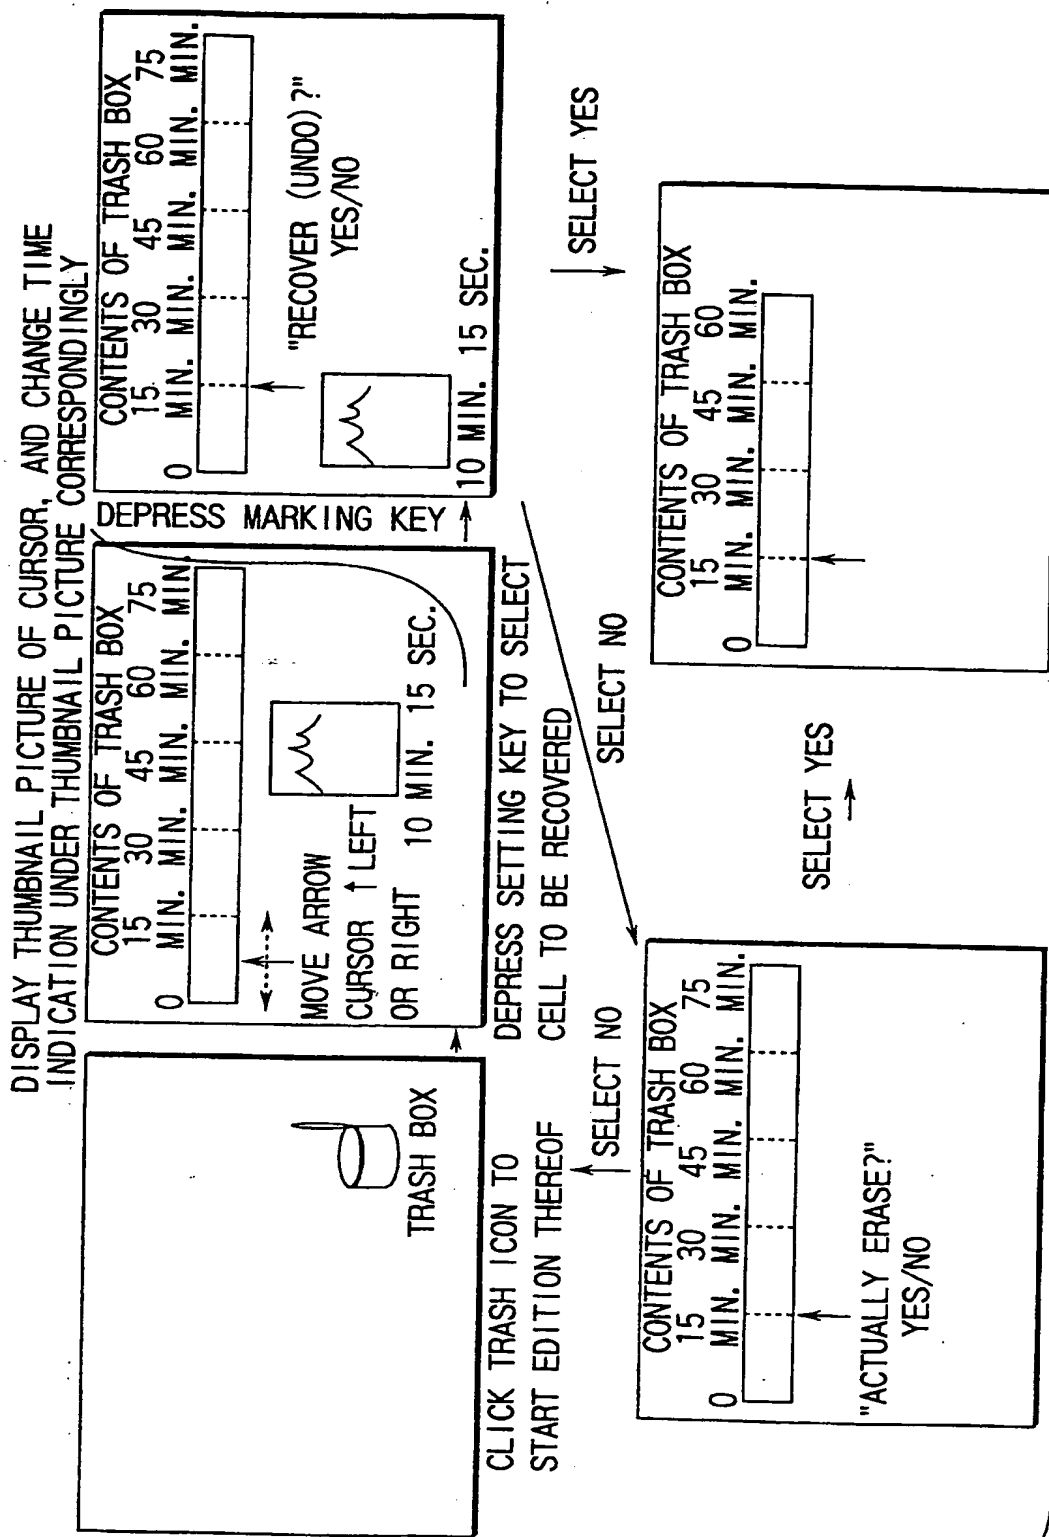 DISPLAY THUMBNAIL PICTURE OF CURSOR, AND CHANGE TIME
INDICATION UNDER THUMBNAIL PICTURE CORRESPONDINGLY
TRASH BOX
CLICK TRASH ICON TO
START EDITION THEREOF
CONTENTS OF TRASH BOX
15 30 45 60 75
0 MIN. MIN. MIN. MIN. MIN.
MOVE ARROW
CURSOR ↑ LEFT
OR RIGHT
10 MIN. 15 SEC.
DEPRESS SETTING KEY TO SELECT
CELL TO BE RECOVERED
DEPRESS MARKING KEY
CONTENTS OF TRASH BOX
15 30 45 60 75
0 MIN. MIN. MIN. MIN. MIN.
"RECOVER (UNDO)?"
YES/NO
10 MIN. 15 SEC.
SELECT YES
SELECT NO
SELECT NO
CONTENTS OF TRASH BOX
15 30 45 60 75
0 MIN. MIN. MIN. MIN. MIN.
"ACTUALLY ERASE?"
YES/NO
SELECT YES
CONTENTS OF TRASH BOX
15 30 45 60
0 MIN. MIN. MIN. MIN.